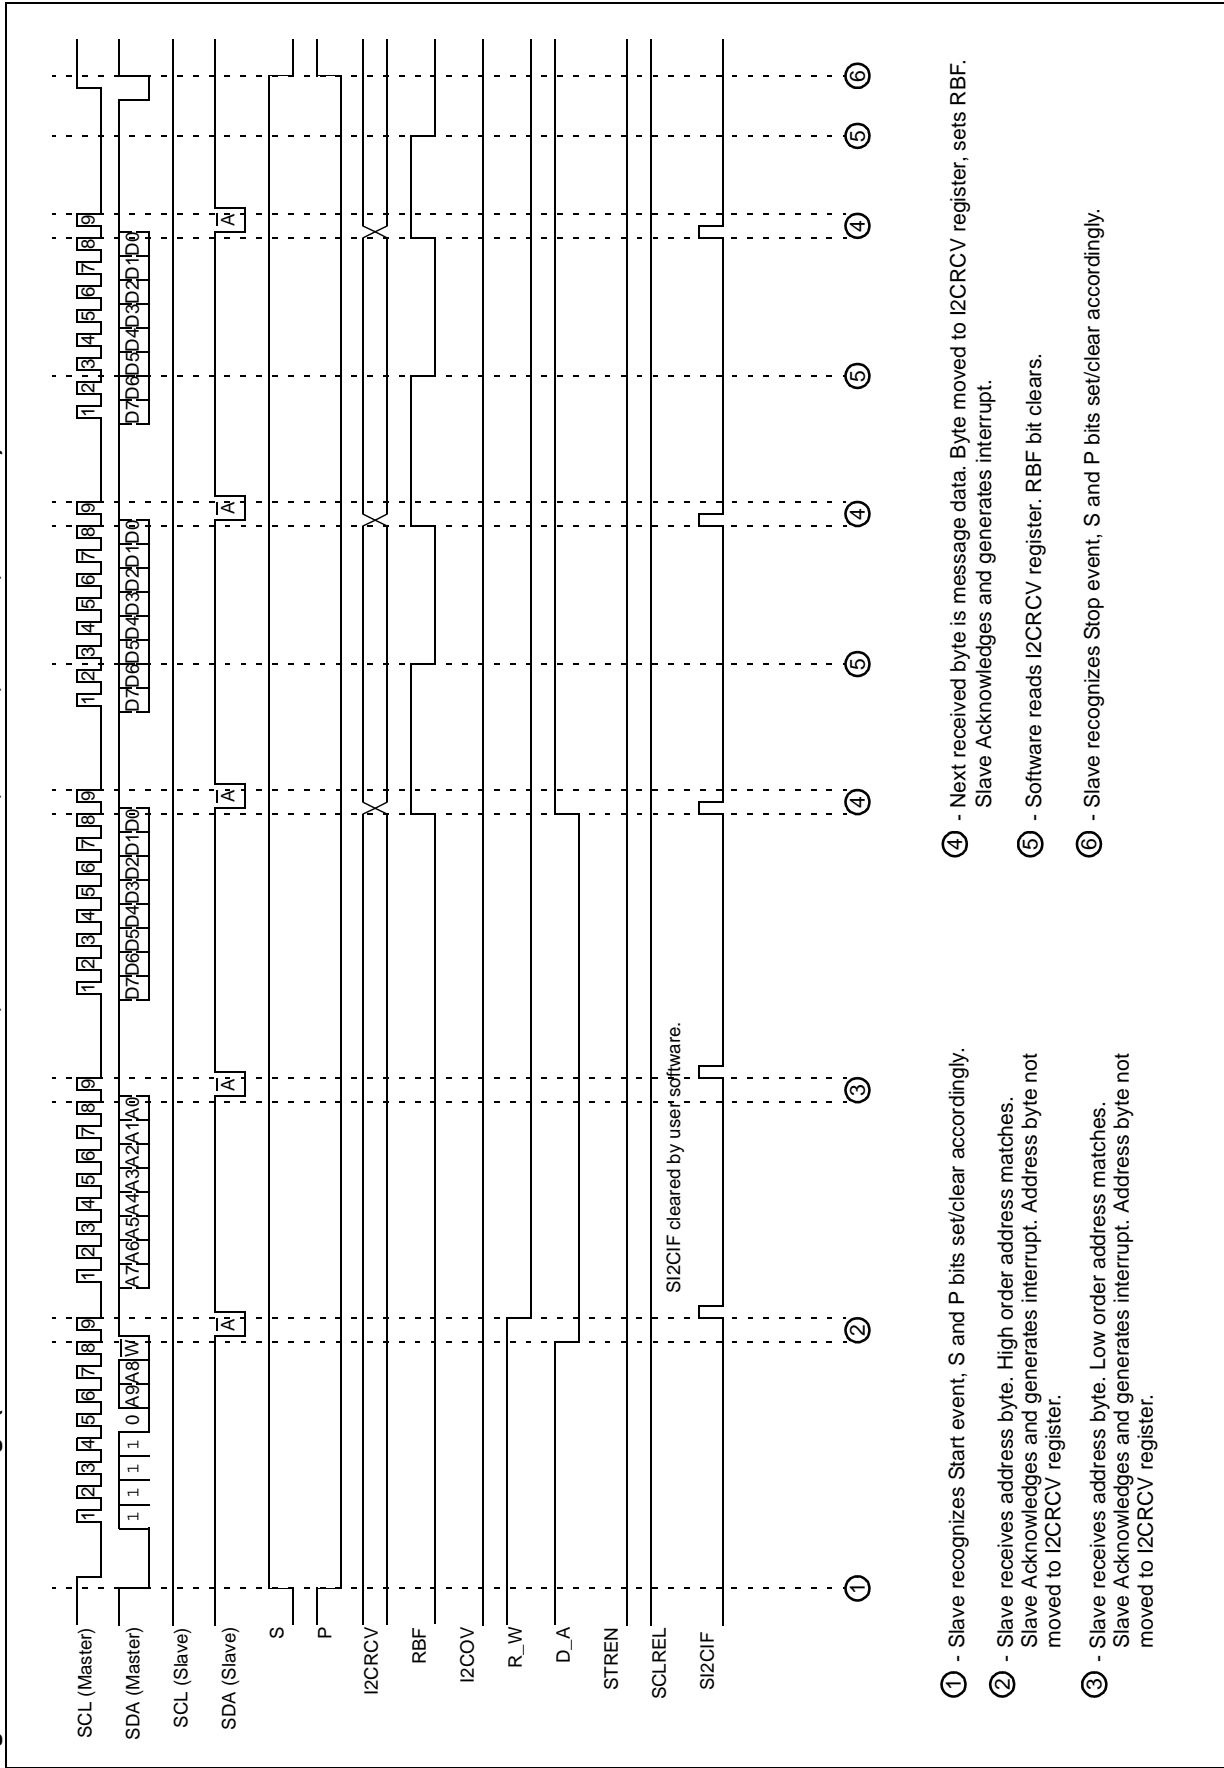 SCL (Master)
1 2 3 4 5 6 7 8 9 1 2 3 4 5 6 7 8 9 1 2 3 4 5 6 7 8 9 1 2 3 4 5 6 7 8 9 1 2 3 4 5 6 7 8 9
SDA (Master)
1 1 1 1 0 A9 A8 W A7 A6 A5 A4 A3 A2 A1 A0 D7 D6 D5 D4 D3 D2 D1 D0 D7 D6 D5 D4 D3 D2 D1 D0 D7 D6 D5 D4 D3 D2 D1 D0
SCL (Slave)
SDA (Slave)
A A A A A
S
P
I2CRCV
RBF
I2COV
R_W
D_A
STREN
SCLREL
SI2CIF cleared by user software.
SI2CIF
1 2 3 4 5 4 5 4 5 6
1 - Slave recognizes Start event, S and P bits set/clear accordingly.
2 - Slave receives address byte. High order address matches.
Slave Acknowledges and generates interrupt. Address byte not
moved to I2CRCV register.
3 - Slave receives address byte. Low order address matches.
Slave Acknowledges and generates interrupt. Address byte not
moved to I2CRCV register.
4 - Next received byte is message data. Byte moved to I2CRCV register, sets RBF.
Slave Acknowledges and generates interrupt.
5 - Software reads I2CRCV register. RBF bit clears.
6 - Slave recognizes Stop event, S and P bits set/clear accordingly.